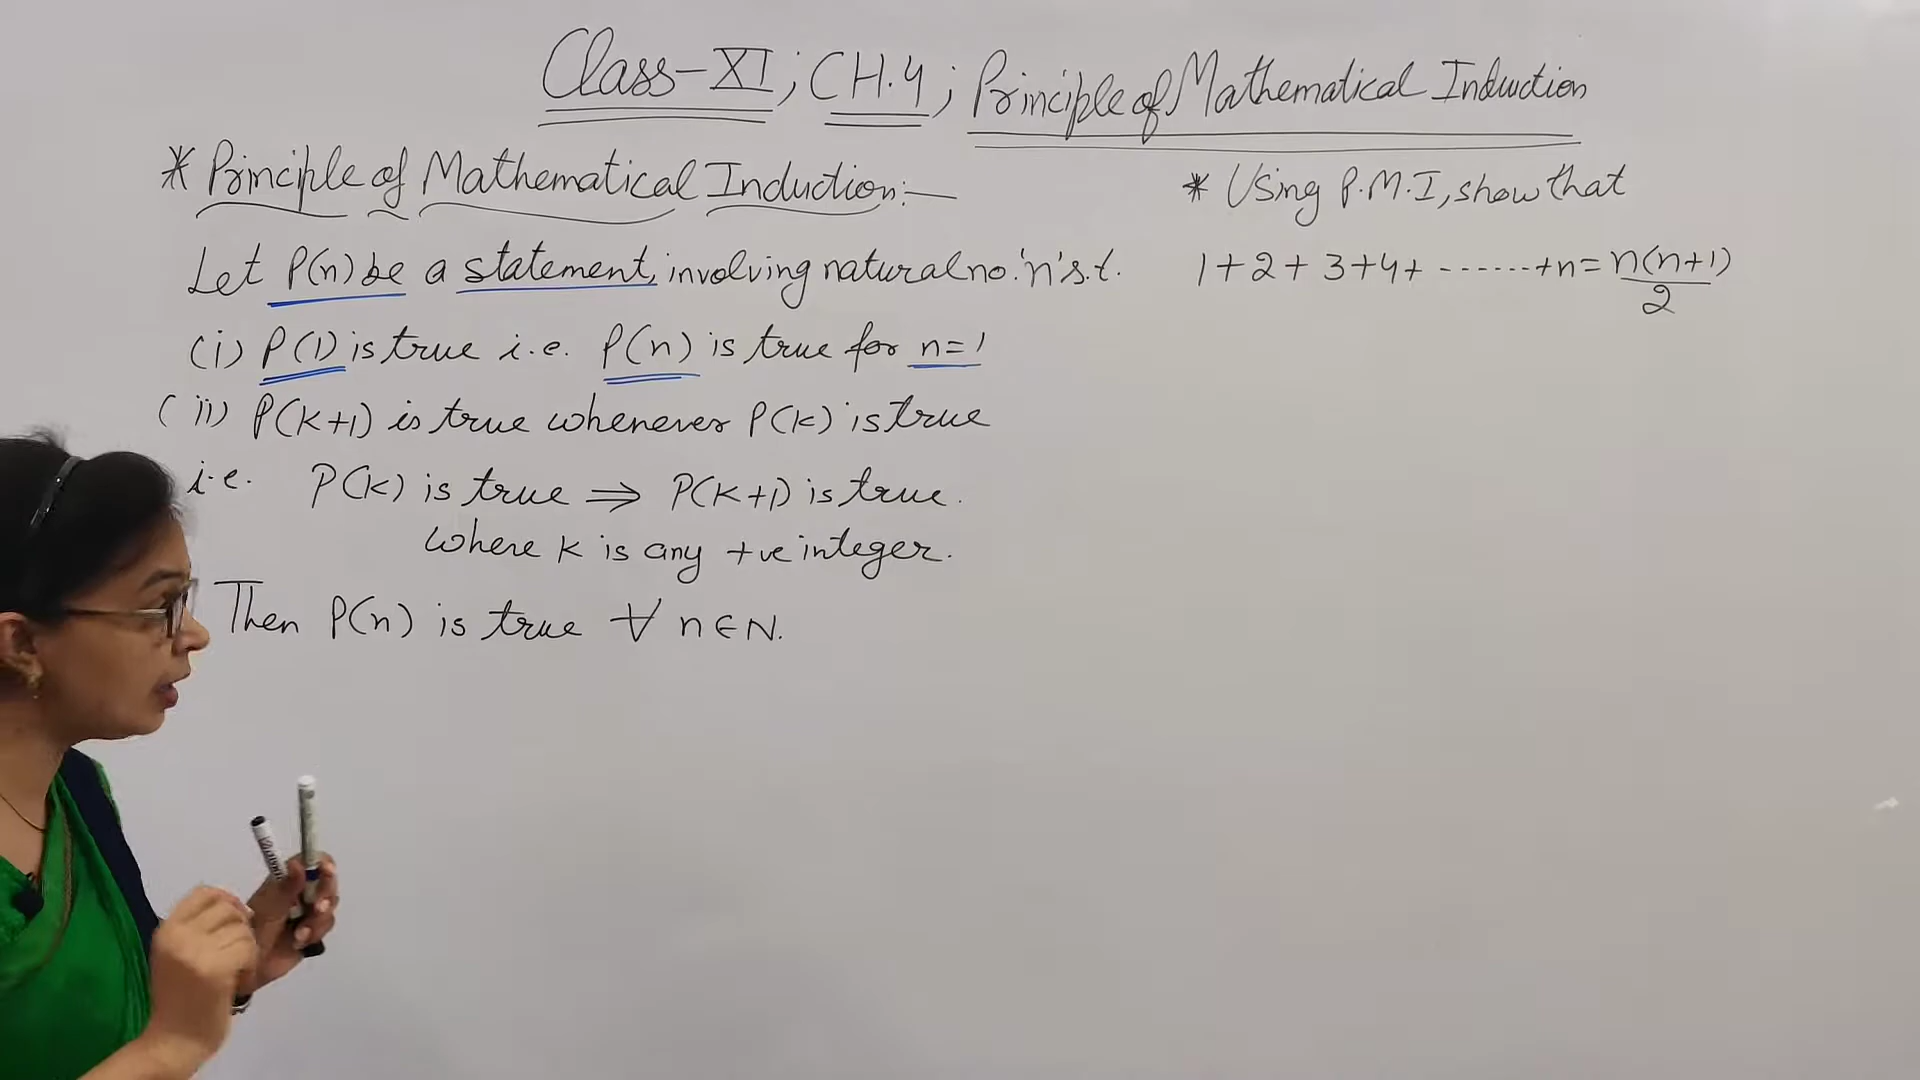 Class-XI; CH.4; Principle of Mathematical Induction
* Principle of Mathematical Induction:-
Let P(n) be a statement, involving natural no. 'n' s.t.
(i) P(1) is true i.e. P(n) is true for n=1
(ii) P(K+1) is true whenever P(K) is true
i.e. P(K) is true ⇒ P(K+1) is true.
where K is any +ve integer.
Then P(n) is true ∀ n∈N.
* Using P.M.I, show that
1+2+3+4+ ------+n = n(n+1)
2